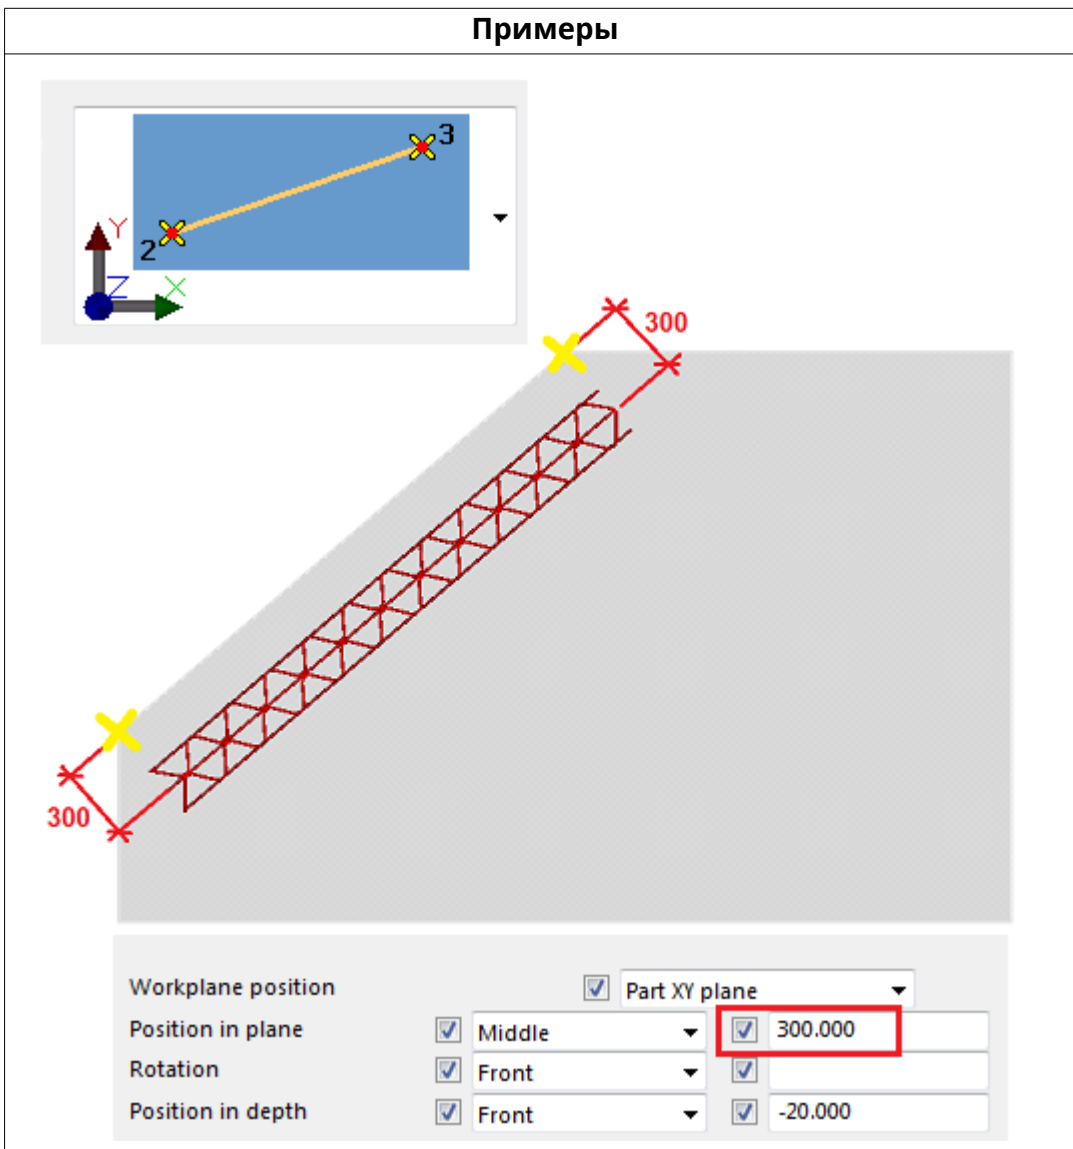 Примеры
3
Y
2
Z X
300
300
Workplane position Part XY plane
Position in plane Middle 300.000
Rotation Front
Position in depth Front -20.000